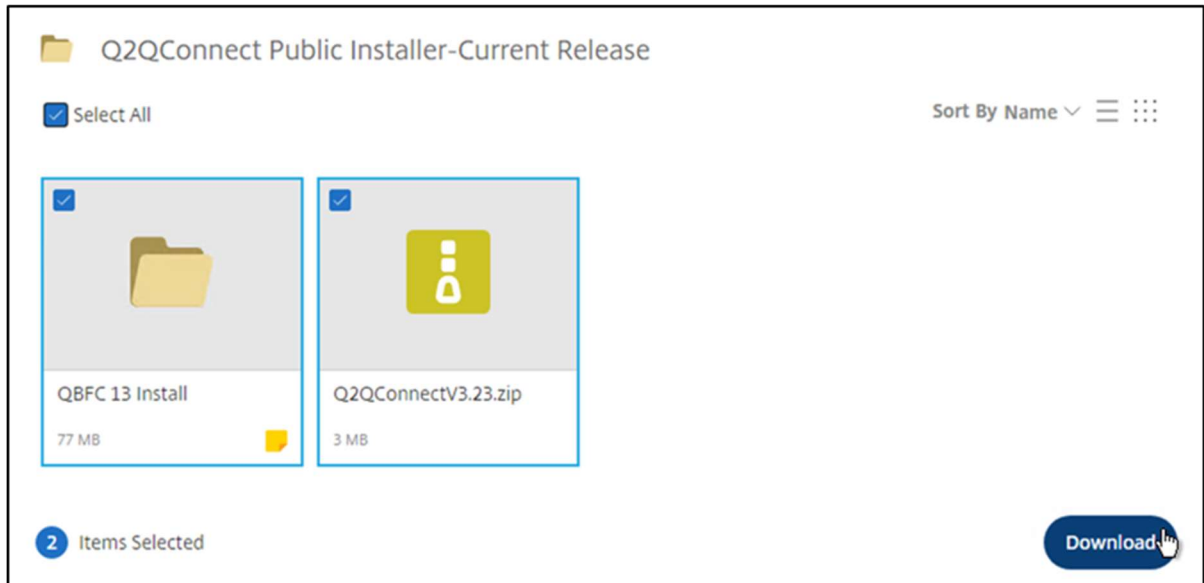 Q2QConnect Public Installer-Current Release
Select All
Sort By Name
QBFC 13 Install
77 MB
Q2QConnectV3.23.zip
3 MB
2 Items Selected
Download